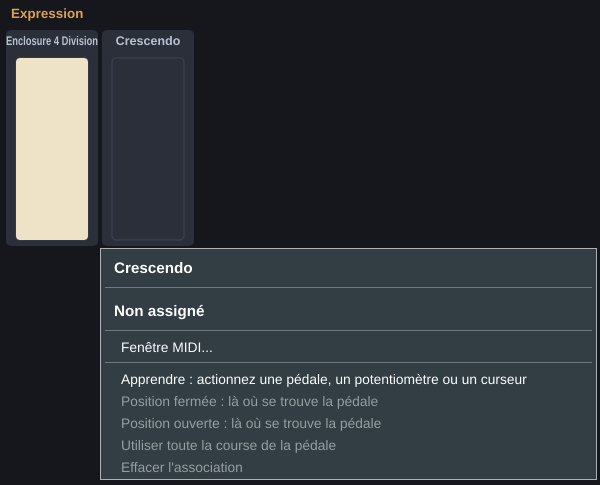 Expression
Enclosure 4 Division
Crescendo
Crescendo
Non assigné
Fenêtre MIDI...
Apprendre : actionnez une pédale, un potentiomètre ou un curseur
Position fermée : là où se trouve la pédale
Position ouverte : là où se trouve la pédale
Utiliser toute la course de la pédale
Effacer l'association